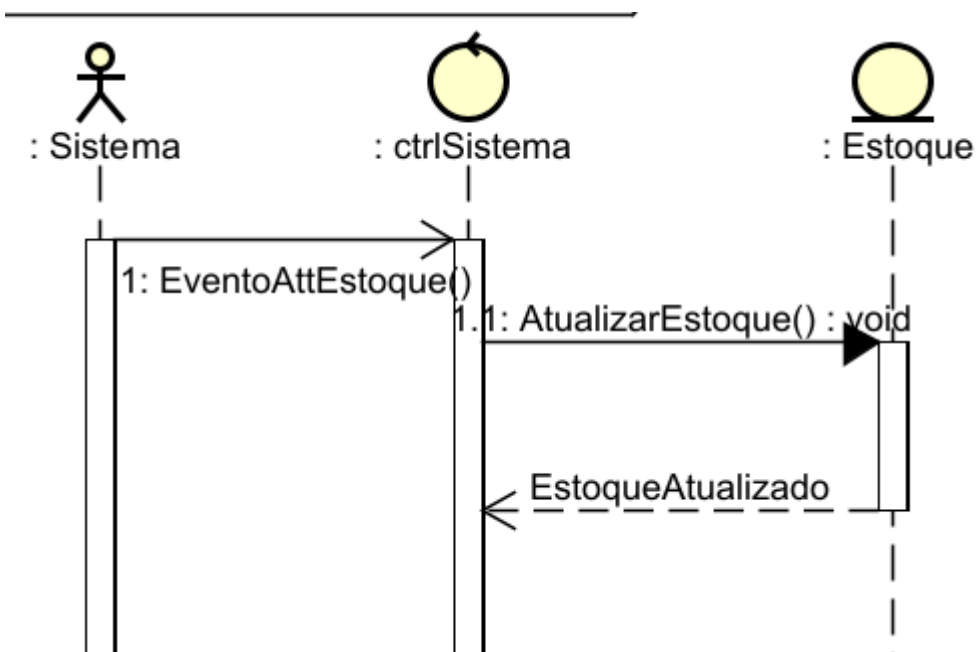 : Sistema
: ctrlSistema
: Estoque
1: EventoAttEstoque()
1.1: AtualizarEstoque() : void
EstoqueAtualizado